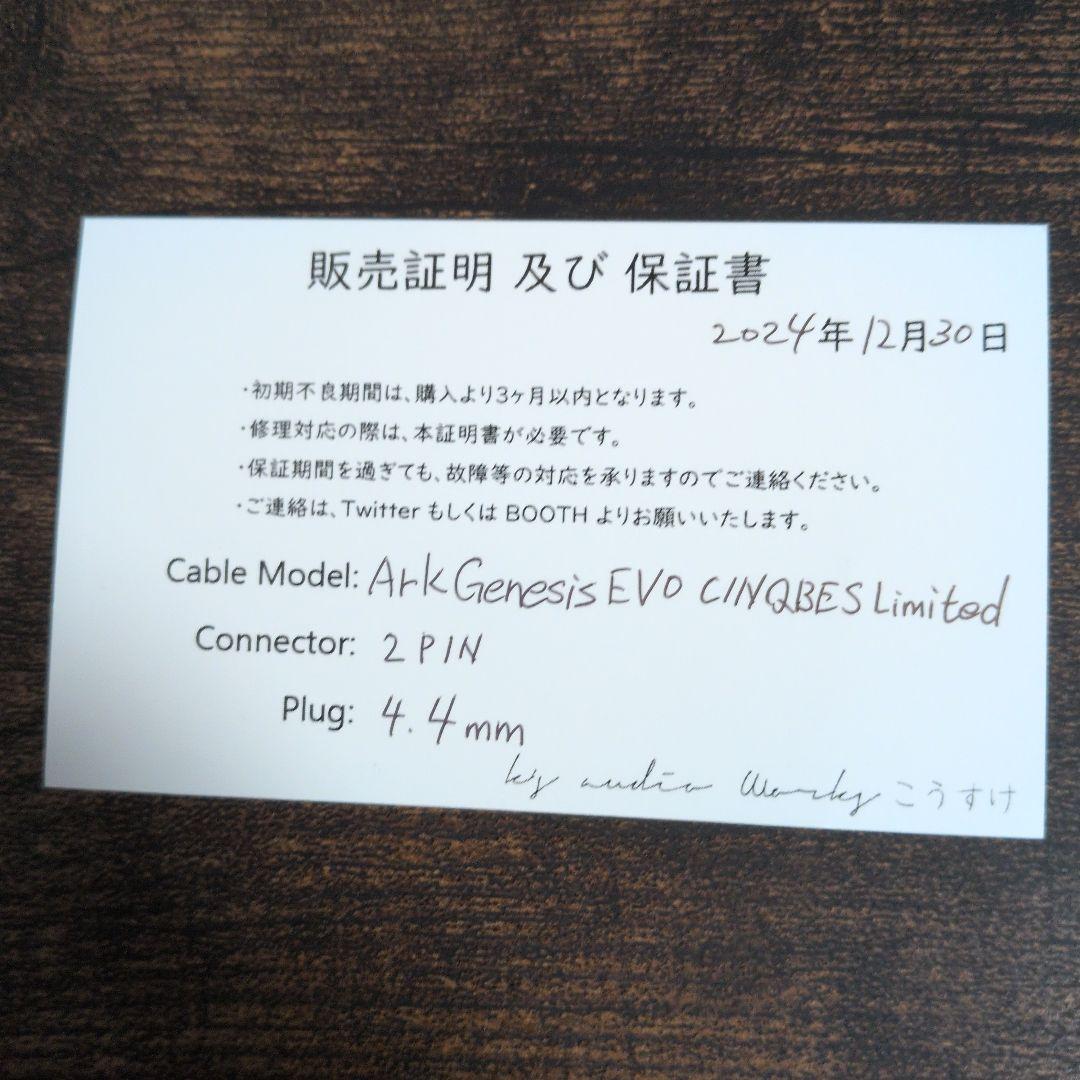 販売証明 及び 保証書
2024年12月30日
・初期不良期間は、購入より3ヶ月以内となります。
・修理対応の際は、本証明書が必要です。
・保証期間を過ぎても、故障等の対応を承りますのでご連絡ください。
・ご連絡は、Twitter もしくは BOOTH よりお願いいたします。
Cable Model: Ark Genesis EVO CINQBES Limited
Connector: 2 PIN
Plug: 4.4mm
audio Works こうすけ